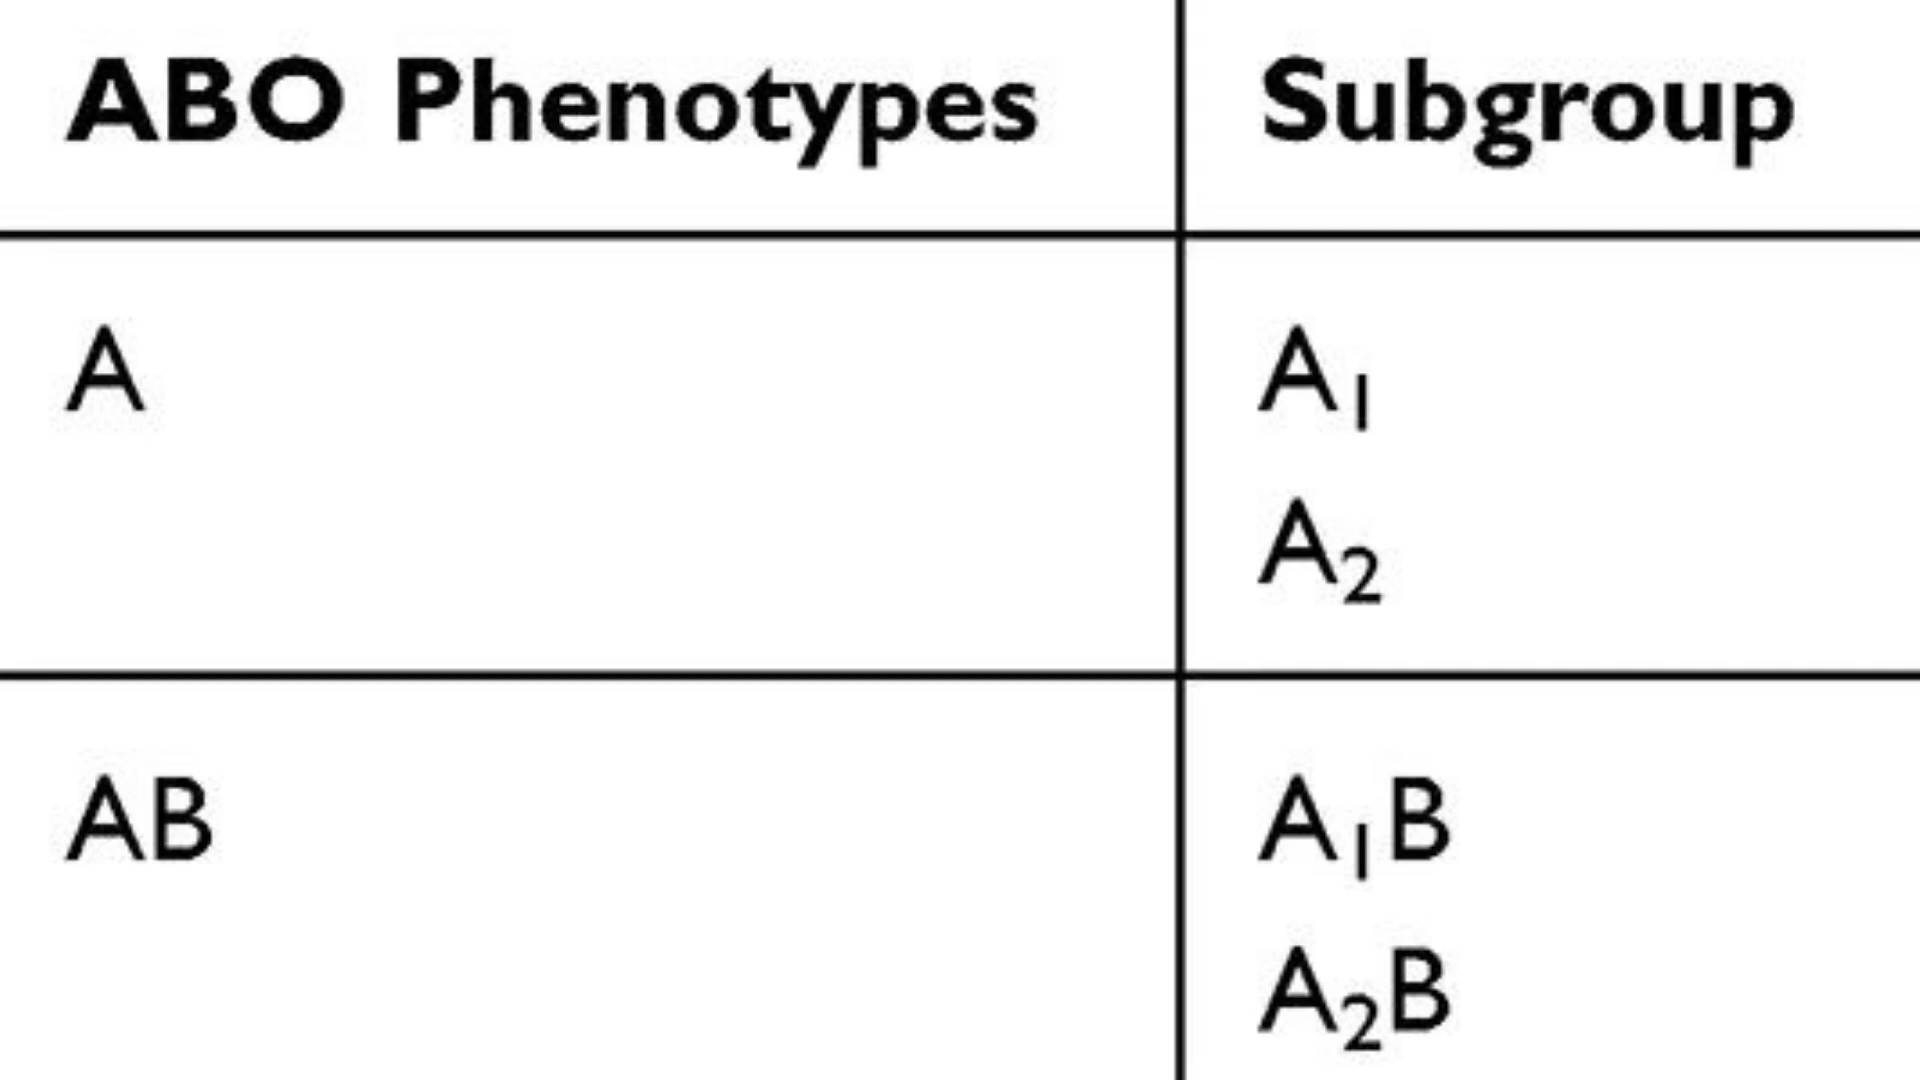 ABO Phenotypes Subgroup
A A₁
A₂
AB A₁B
A₂B